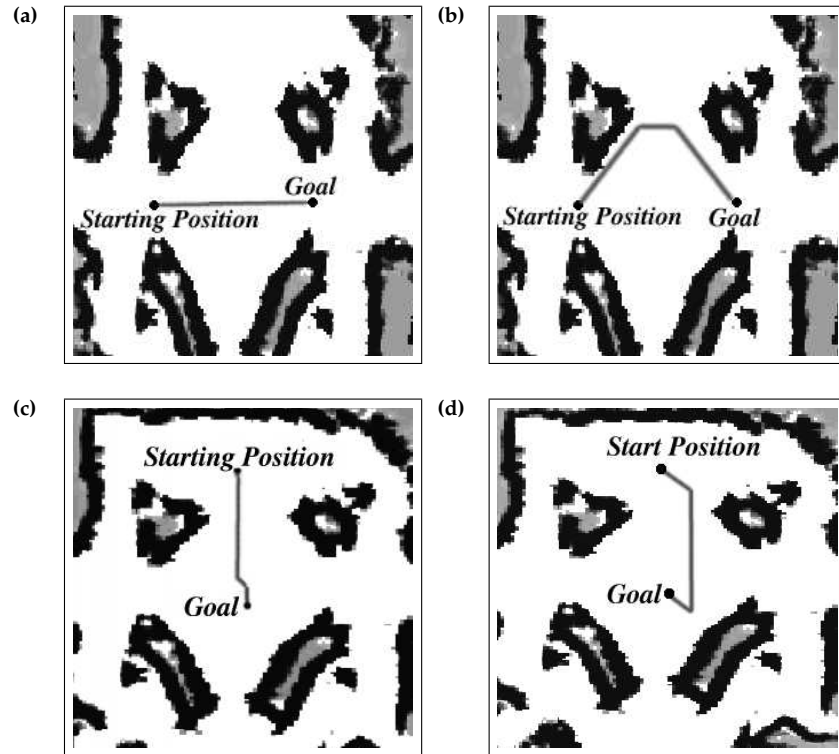 (a)
Goal
Starting Position
(b)
Starting Position
Goal
(c)
Starting Position
Goal
(d)
Start Position
Goal